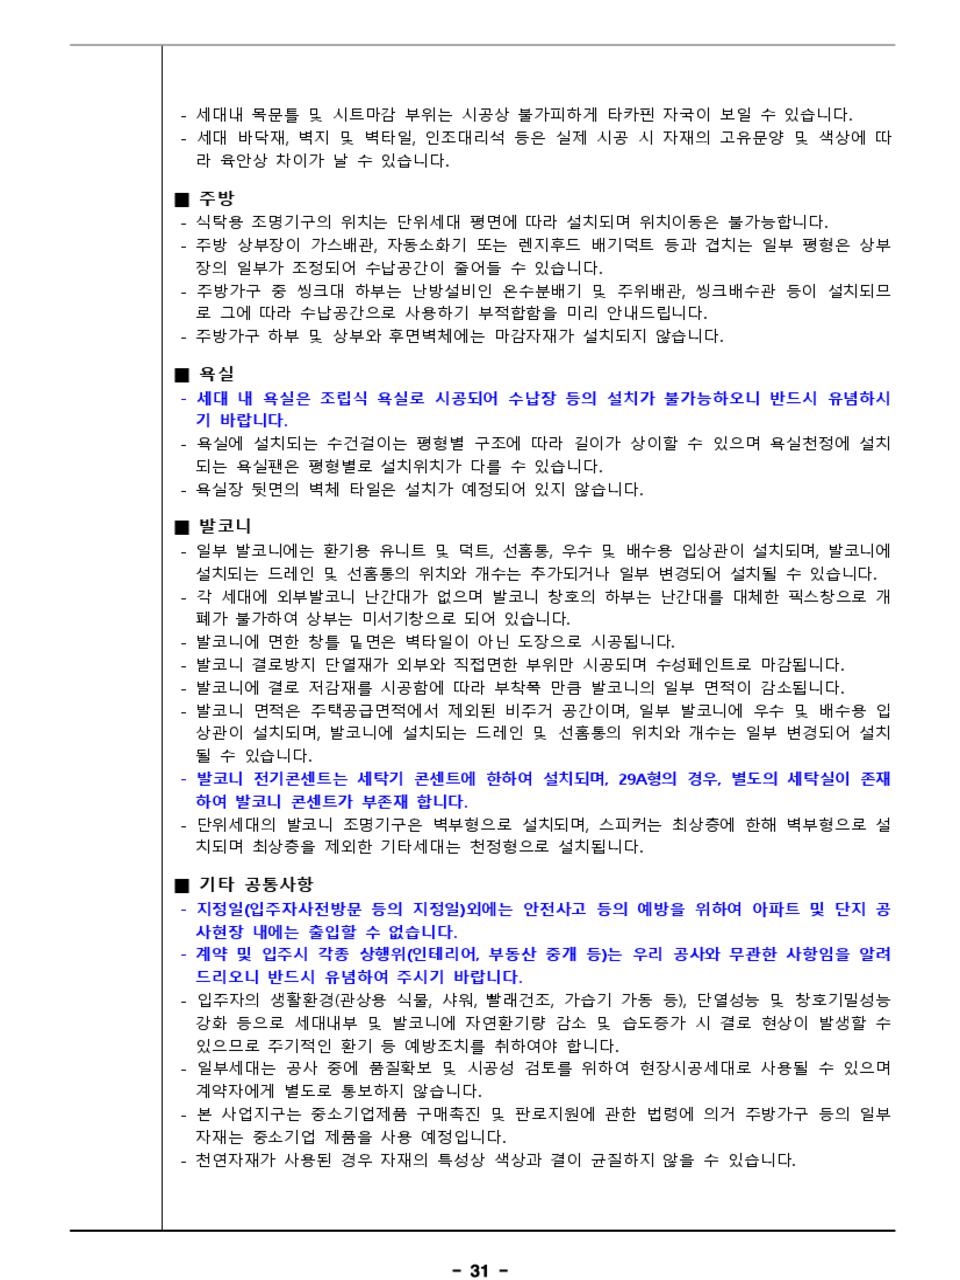 - 세대내 목문틀 및 시트마감 부위는 시공상 불가피하게 타카핀 자국이 보일 수 있습니다.
- 세대 바닥재, 벽지 및 벽타일, 인조대리석 등은 실제 시공 시 자재의 고유문양 및 색상에 따
라 육안상 차이가 날 수 있습니다.
■ 주방
- 식탁용 조명기구의 위치는 단위세대 평면에 따라 설치되며 위치이동은 불가능합니다.
- 주방 상부장이 가스배관, 자동소화기 또는 렌지후드 배기덕트 등과 겹치는 일부 평형은 상부
장의 일부가 조정되어 수납공간이 줄어들 수 있습니다.
- 주방가구 중 씽크대 하부는 난방설비인 온수분배기 및 주위배관, 씽크배수관 등이 설치되므
로 그에 따라 수납공간으로 사용하기 부적합함을 미리 안내드립니다.
- 주방가구 하부 및 상부와 후면벽체에는 마감자재가 설치되지 않습니다.
■ 욕실
- 세대 내 욕실은 조립식 욕실로 시공되어 수납장 등의 설치가 불가능하오니 반드시 유념하시
기 바랍니다.
- 욕실에 설치되는 수건걸이는 평형별 구조에 따라 길이가 상이할 수 있으며 욕실천정에 설치
되는 욕실팬은 평형별로 설치위치가 다를 수 있습니다.
- 욕실장 뒷면의 벽체 타일은 설치가 예정되어 있지 않습니다.
■ 발코니
- 일부 발코니에는 환기용 유니트 및 덕트, 선홈통, 우수 및 배수용 입상관이 설치되며, 발코니에
설치되는 드레인 및 선홈통의 위치와 개수는 추가되거나 일부 변경되어 설치될 수 있습니다.
- 각 세대에 외부발코니 난간대가 없으며 발코니 창호의 하부는 난간대를 대체한 픽스창으로 개
폐가 불가하여 상부는 미서기창으로 되어 있습니다.
- 발코니에 면한 창틀 밑면은 벽타일이 아닌 도장으로 시공됩니다.
- 발코니 결로방지 단열재가 외부와 직접면한 부위만 시공되며 수성페인트로 마감됩니다.
- 발코니에 결로 저감재를 시공함에 따라 부착폭 만큼 발코니의 일부 면적이 감소됩니다.
- 발코니 면적은 주택공급면적에서 제외된 비주거 공간이며, 일부 발코니에 우수 및 배수용 입
상관이 설치되며, 발코니에 설치되는 드레인 및 선홈통의 위치와 개수는 일부 변경되어 설치
될 수 있습니다.
- 발코니 전기콘센트는 세탁기 콘센트에 한하여 설치되며, 29A형의 경우, 별도의 세탁실이 존재
하여 발코니 콘센트가 부존재 합니다.
- 단위세대의 발코니 조명기구은 벽부형으로 설치되며, 스피커는 최상층에 한해 벽부형으로 설
치되며 최상층을 제외한 기타세대는 천정형으로 설치됩니다.
■ 기타 공통사항
- 지정일(입주자사전방문 등의 지정일)외에는 안전사고 등의 예방을 위하여 아파트 및 단지 공
사현장 내에는 출입할 수 없습니다.
- 계약 및 입주시 각종 상행위(인테리어, 부동산 중개 등)는 우리 공사와 무관한 사항임을 알려
드리오니 반드시 유념하여 주시기 바랍니다.
- 입주자의 생활환경(관상용 식물, 샤워, 빨래건조, 가습기 가동 등), 단열성능 및 창호기밀성능
강화 등으로 세대내부 및 발코니에 자연환기량 감소 및 습도증가 시 결로 현상이 발생할 수
있으므로 주기적인 환기 등 예방조치를 취하여야 합니다.
- 일부세대는 공사 중에 품질확보 및 시공성 검토를 위하여 현장시공세대로 사용될 수 있으며
계약자에게 별도로 통보하지 않습니다.
- 본 사업지구는 중소기업제품 구매촉진 및 판로지원에 관한 법령에 의거 주방가구 등의 일부
자재는 중소기업 제품을 사용 예정입니다.
- 천연자재가 사용된 경우 자재의 특성상 색상과 결이 균질하지 않을 수 있습니다.
- 31 -